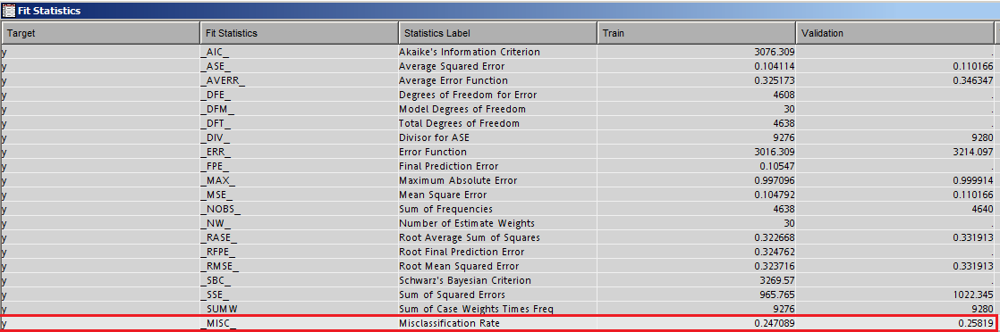 Fit Statistics
Target Fit Statistics Statistics Label Train Validation
y _AIC_ Akaike's Information Criterion 3076.309 .
y _ASE_ Average Squared Error 0.104114 0.110166
y _AVERR_ Average Error Function 0.325173 0.346347
y _DFE_ Degrees of Freedom for Error 4608 .
y _DFM_ Model Degrees of Freedom 30 .
y _DFT_ Total Degrees of Freedom 4638 .
y _DIV_ Divisor for ASE 9276 9280
y _ERR_ Error Function 3016.309 3214.097
y _FPE_ Final Prediction Error 0.10547 .
y _MAX_ Maximum Absolute Error 0.997096 0.999914
y _MSE_ Mean Square Error 0.104792 0.110166
y _NOBS_ Sum of Frequencies 4638 4640
y _NW_ Number of Estimate Weights 30 .
y _RASE_ Root Average Sum of Squares 0.322668 0.331913
y _RFPE_ Root Final Prediction Error 0.324762 .
y _RMSE_ Root Mean Squared Error 0.323716 0.331913
y _SBC_ Schwarz's Bayesian Criterion 3269.57 .
y _SSE_ Sum of Squared Errors 965.765 1022.345
y _SUMW_ Sum of Case Weights Times Freq 9276 9280
y _MISC_ Misclassification Rate 0.247089 0.25819